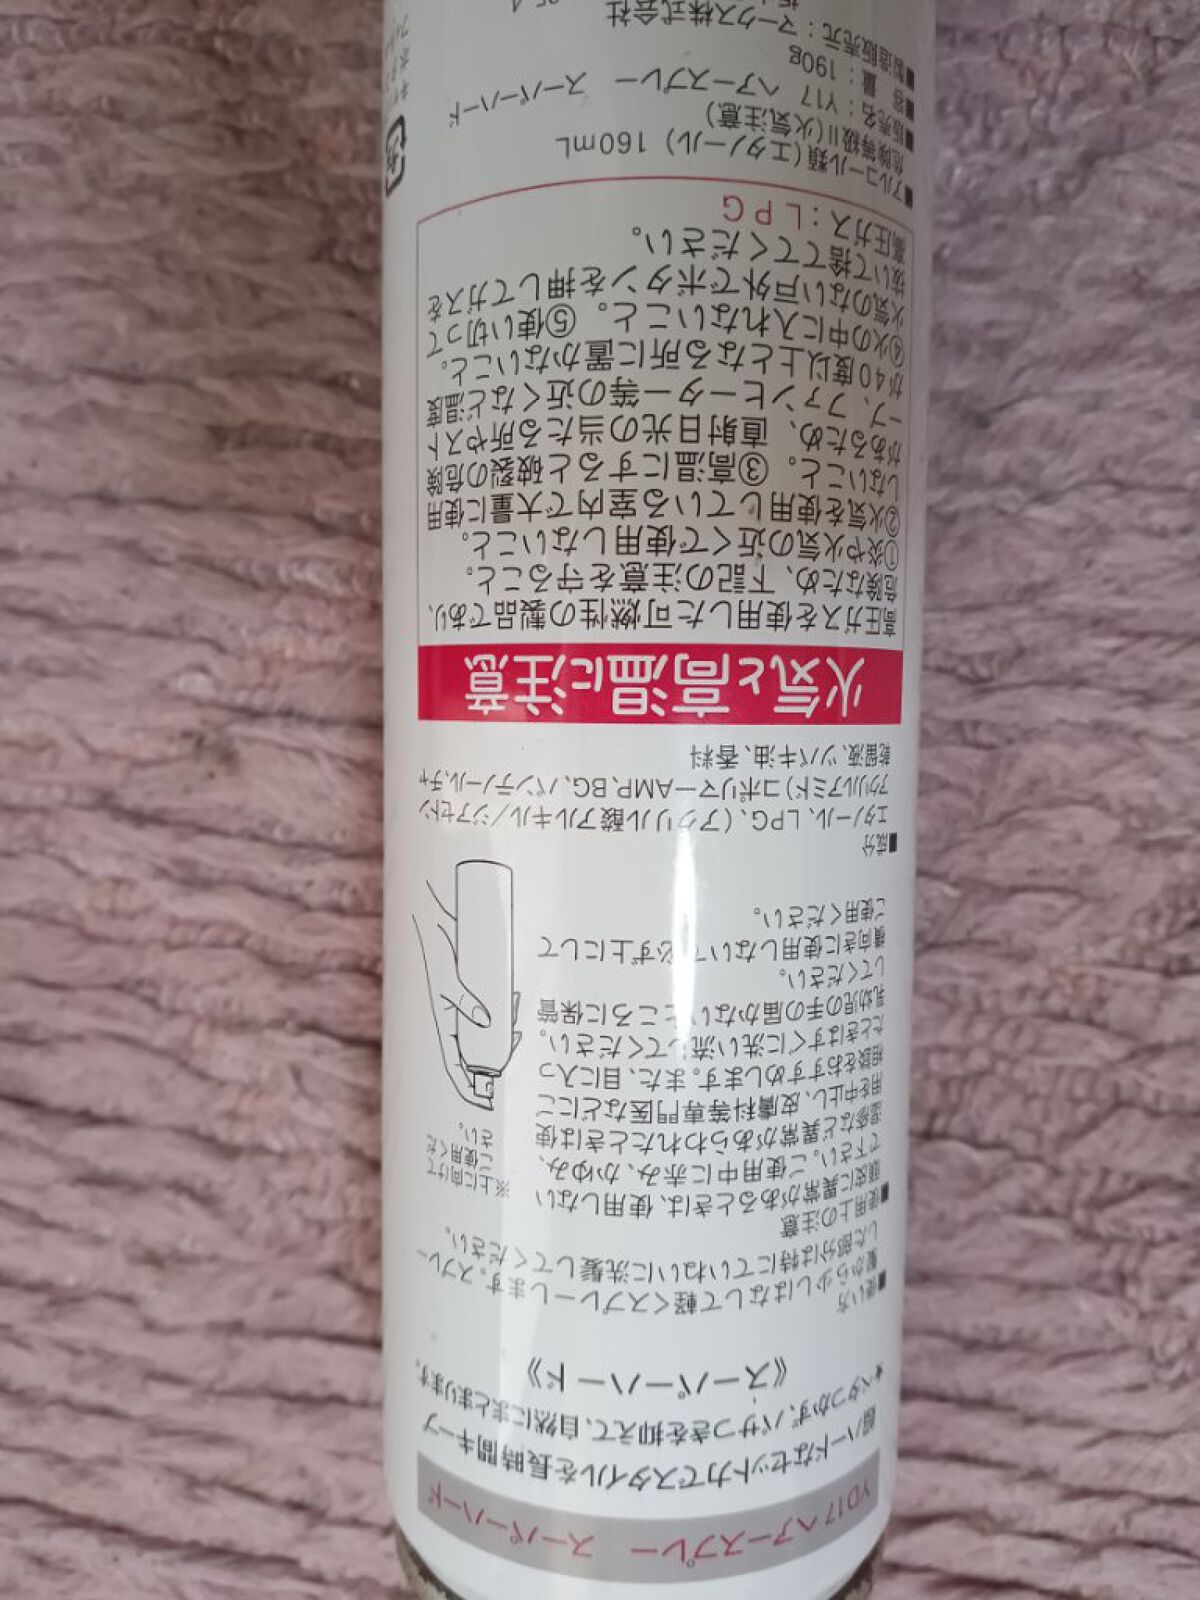 YD17ヘアースプレー スーパーハード
超ハードなセット力でスタイルを長時間キープ
ベタつかず、パサつきを抑えて、自然にまとまります。
《スーパーハード》
■使い方
髪から少しはなして軽くスプレーします。スプレー
した部分は特にていねいに洗髪してください。
■使用上の注意
頭皮に異常があるときは、使用しない
で下さい。ご使用中に赤み、かゆみ、
湿疹など異常があらわれたときは使
用を中止し、皮膚科等専門医などにご
相談をおすすめします。また、目に入っ
たときはすぐに洗い流してください。
乳幼児の手の届かないところに保管
してください。
横向きに使用しないで必ず上にして
ご使用ください。
※上に向けて
ご使用くだ
さい。
■成分
エタノール、LPG、(アクリル酸アルキル/ジアセトン
アクリルアミド)コポリマーAMP、BG、パンテノール、チャ
乾留液、ツバキ油、香料
火気と高温に注意
高圧ガスを使用した可燃性の製品であり、
危険なため、下記の注意を守ること。
①炎や火気の近くで使用しないこと。
②火気を使用している室内で大量に使用
しないこと。③高温にすると破裂の危険
があるため、直射日光の当たる所やスト
ーブ、ファンヒーター等の近くなど温度
が40度以上となる所に置かないこと。
④火の中に入れないこと。⑤使い切って
火気のない戸外でボタンを押してガスを
抜いて捨ててください。
高圧ガス:LPG
■アルコール類(エタノール) 160mL
危険等級II(火気注意)
■販売名:Y17 ヘアースプレー スーパーハード
■容 量:190g
■製造販売元:マークス株式会社